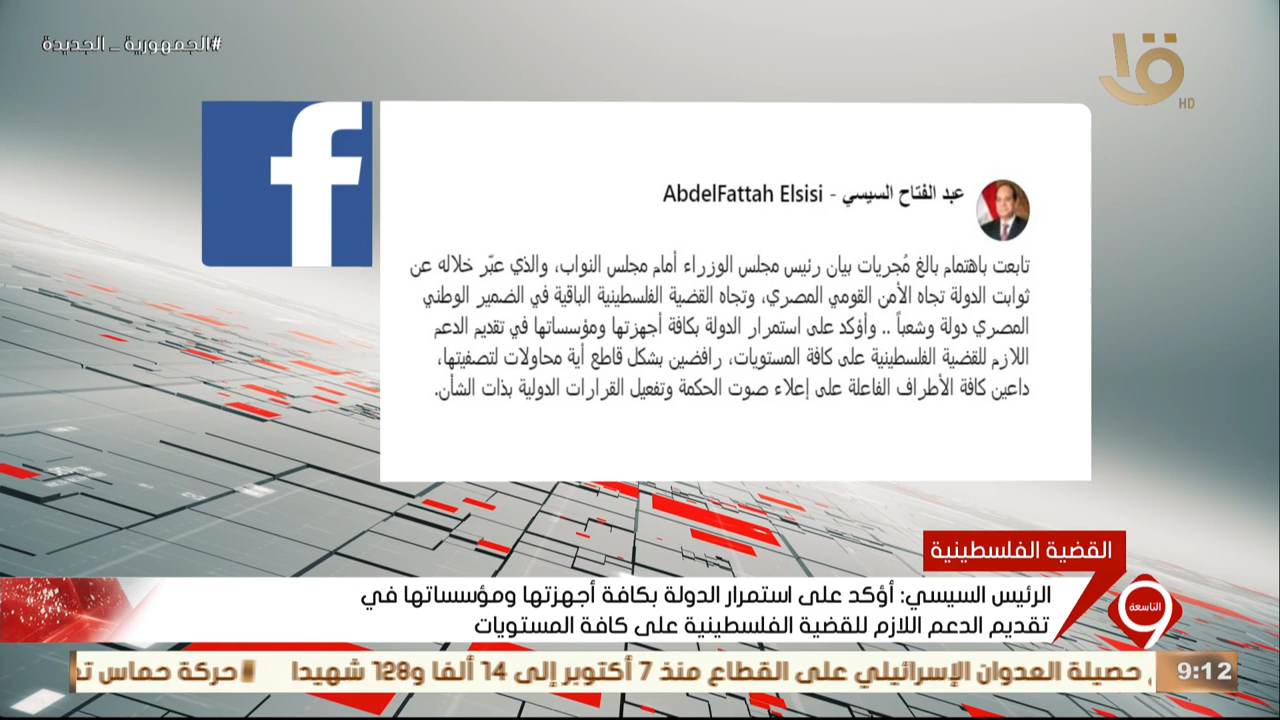 #الجمهورية_الجديدة
HD
عبد الفتاح السيسي - AbdelFattah Elsisi
تابعت باهتمام بالغ مُجريات بيان رئيس مجلس الوزراء أمام مجلس النواب، والذي عبّر خلاله عن
ثوابت الدولة تجاه الأمن القومي المصري، وتجاه القضية الفلسطينية الباقية في الضمير الوطني
المصري دولة وشعباً .. وأؤكد على استمرار الدولة بكافة أجهزتها ومؤسساتها في تقديم الدعم
اللازم للقضية الفلسطينية على كافة المستويات، رافضين بشكل قاطع أية محاولات لتصفيتها،
داعين كافة الأطراف الفاعلة على إعلاء صوت الحكمة وتفعيل القرارات الدولية بذات الشأن.
القضية الفلسطينية
التاسعة
الرئيس السيسي: أؤكد على استمرار الدولة بكافة أجهزتها ومؤسساتها في
تقديم الدعم اللازم للقضية الفلسطينية على كافة المستويات
9:12
حصيلة العدوان الإسرائيلي على القطاع منذ 7 أكتوبر إلى 14 ألفا و128 شهيدا حركة حماس